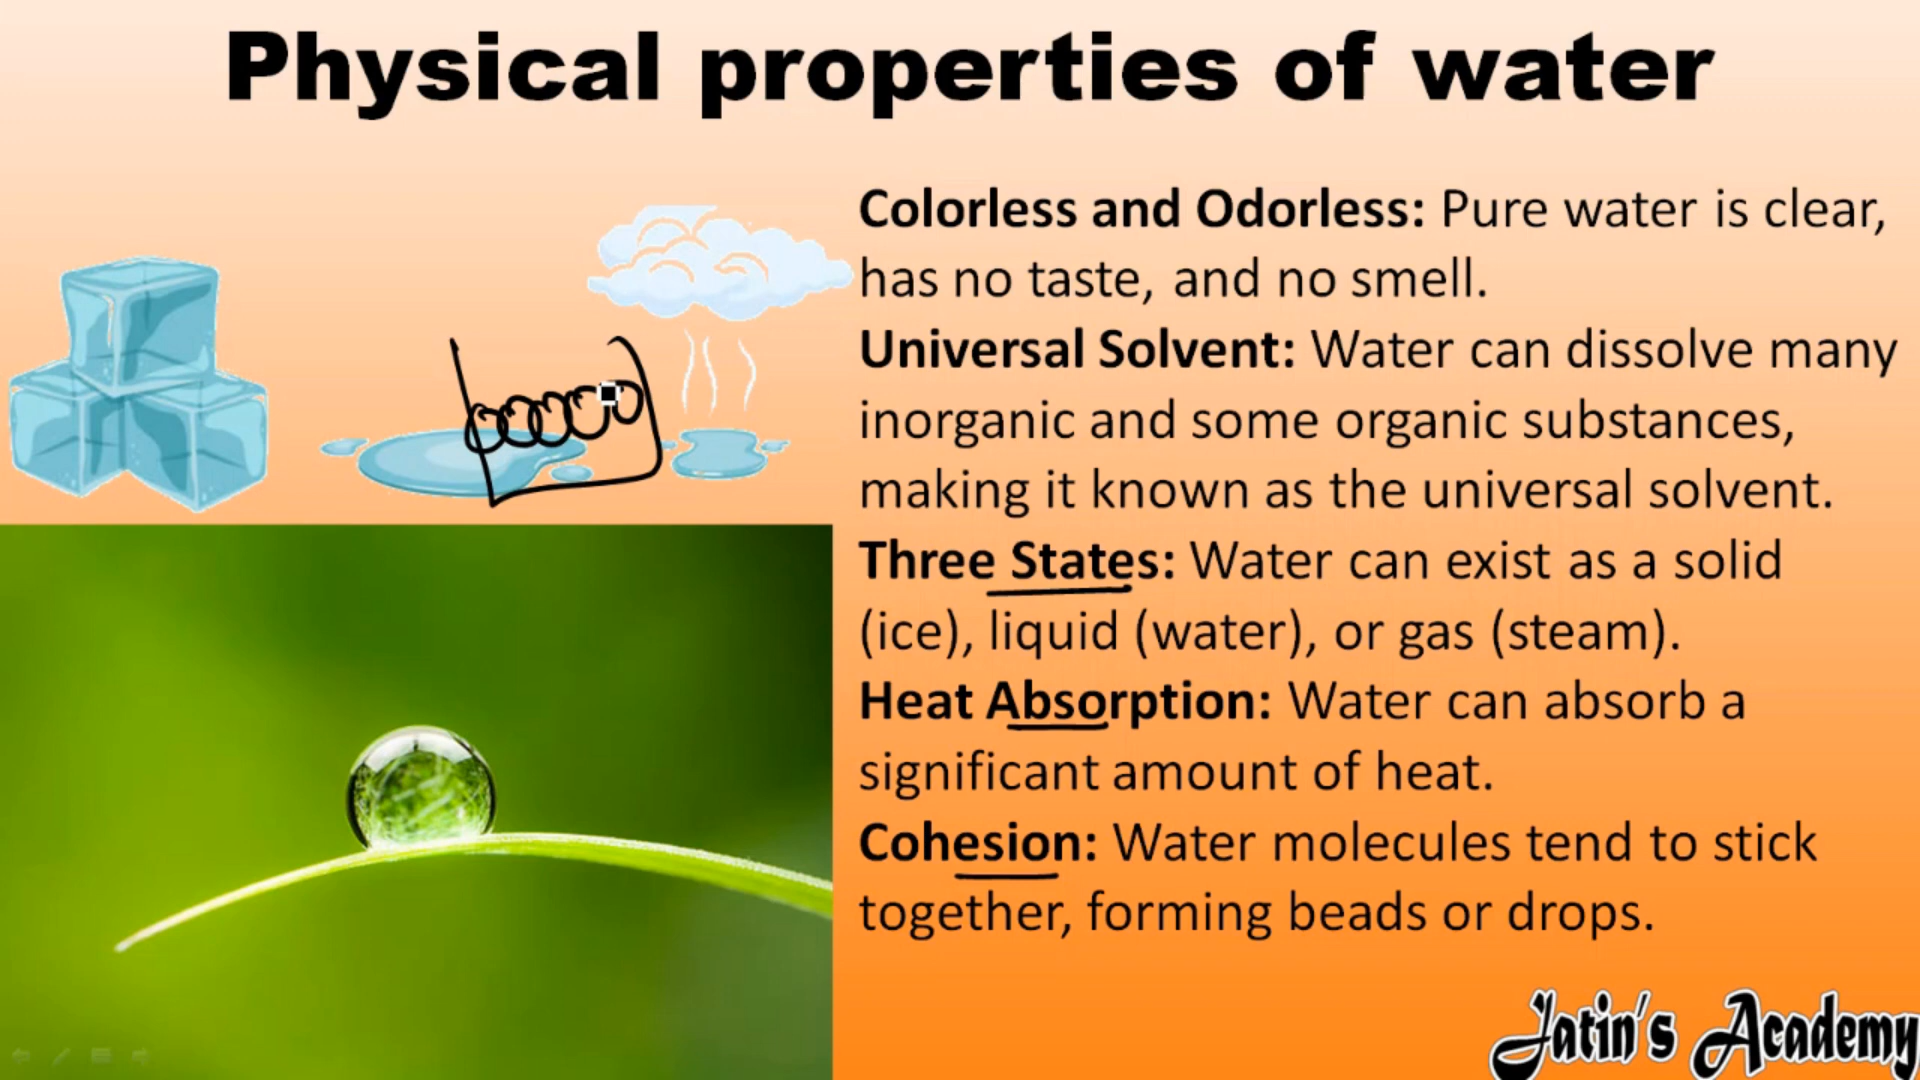 Physical properties of water
Colorless and Odorless: Pure water is clear,
has no taste, and no smell.
Universal Solvent: Water can dissolve many
inorganic and some organic substances,
making it known as the universal solvent.
Three States: Water can exist as a solid
(ice), liquid (water), or gas (steam).
Heat Absorption: Water can absorb a
significant amount of heat.
Cohesion: Water molecules tend to stick
together, forming beads or drops.
Jatin's Academy